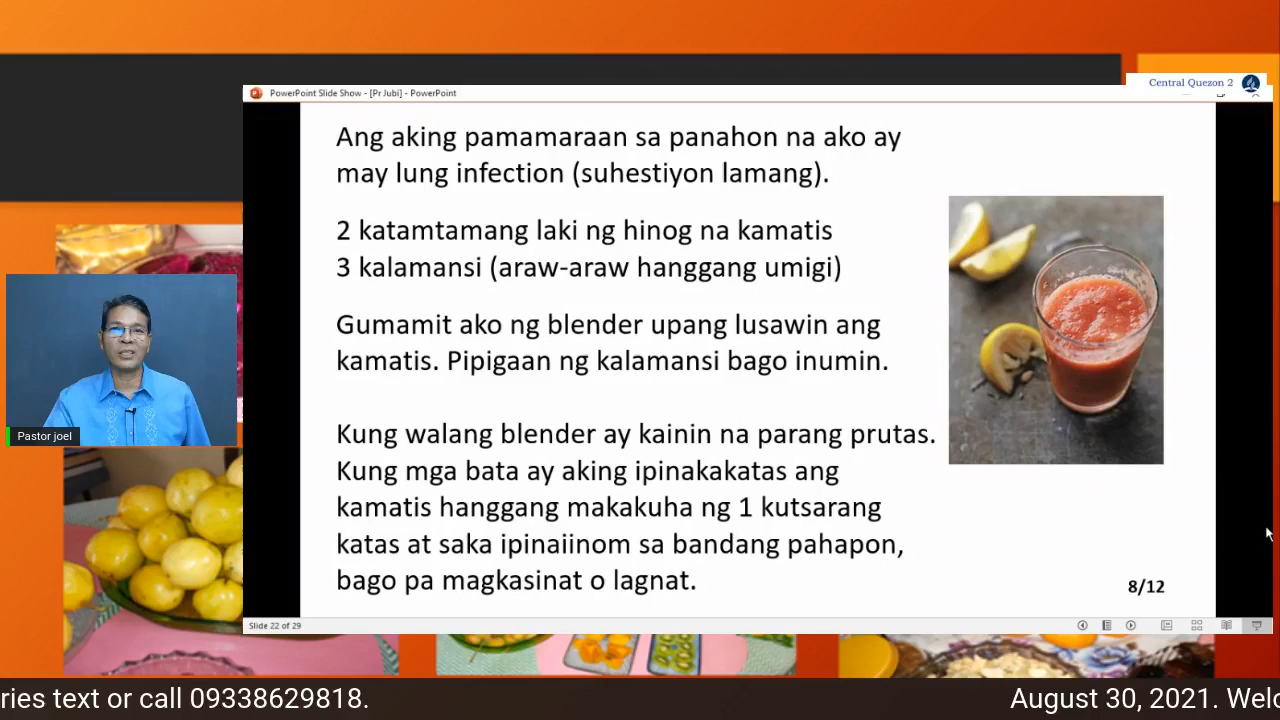 Central Quezon 2
PowerPoint Slide Show - [Pr Jubi] - PowerPoint
Ang aking pamamaraan sa panahon na ako ay
may lung infection (suhestiyon lamang).
2 katamtamang laki ng hinog na kamatis
3 kalamansi (araw-araw hanggang umigi)
Gumamit ako ng blender upang lusawin ang
kamatis. Pipigaan ng kalamansi bago inumin.
Kung walang blender ay kainin na parang prutas.
Kung mga bata ay aking ipinakakatas ang
kamatis hanggang makakuha ng 1 kutsarang
katas at saka ipinaiinom sa bandang pahapon,
bago pa magkasinat o lagnat.
8/12
Pastor joel
Slide 22 of 29
ries text or call 09338629818.
August 30, 2021. Welc